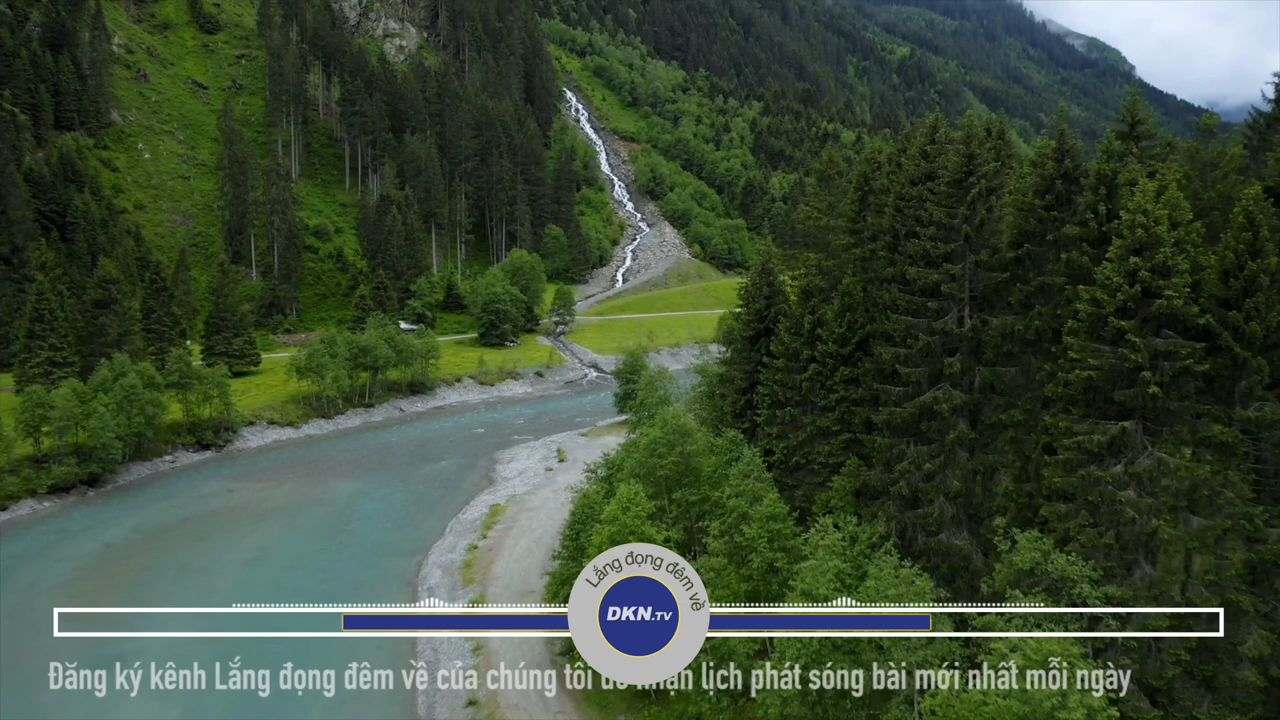 Lắng đọng đêm về
DKN.TV
Đăng ký kênh Lắng đọng đêm về của chúng tôi lịch phát sóng bài mới nhất mỗi ngày